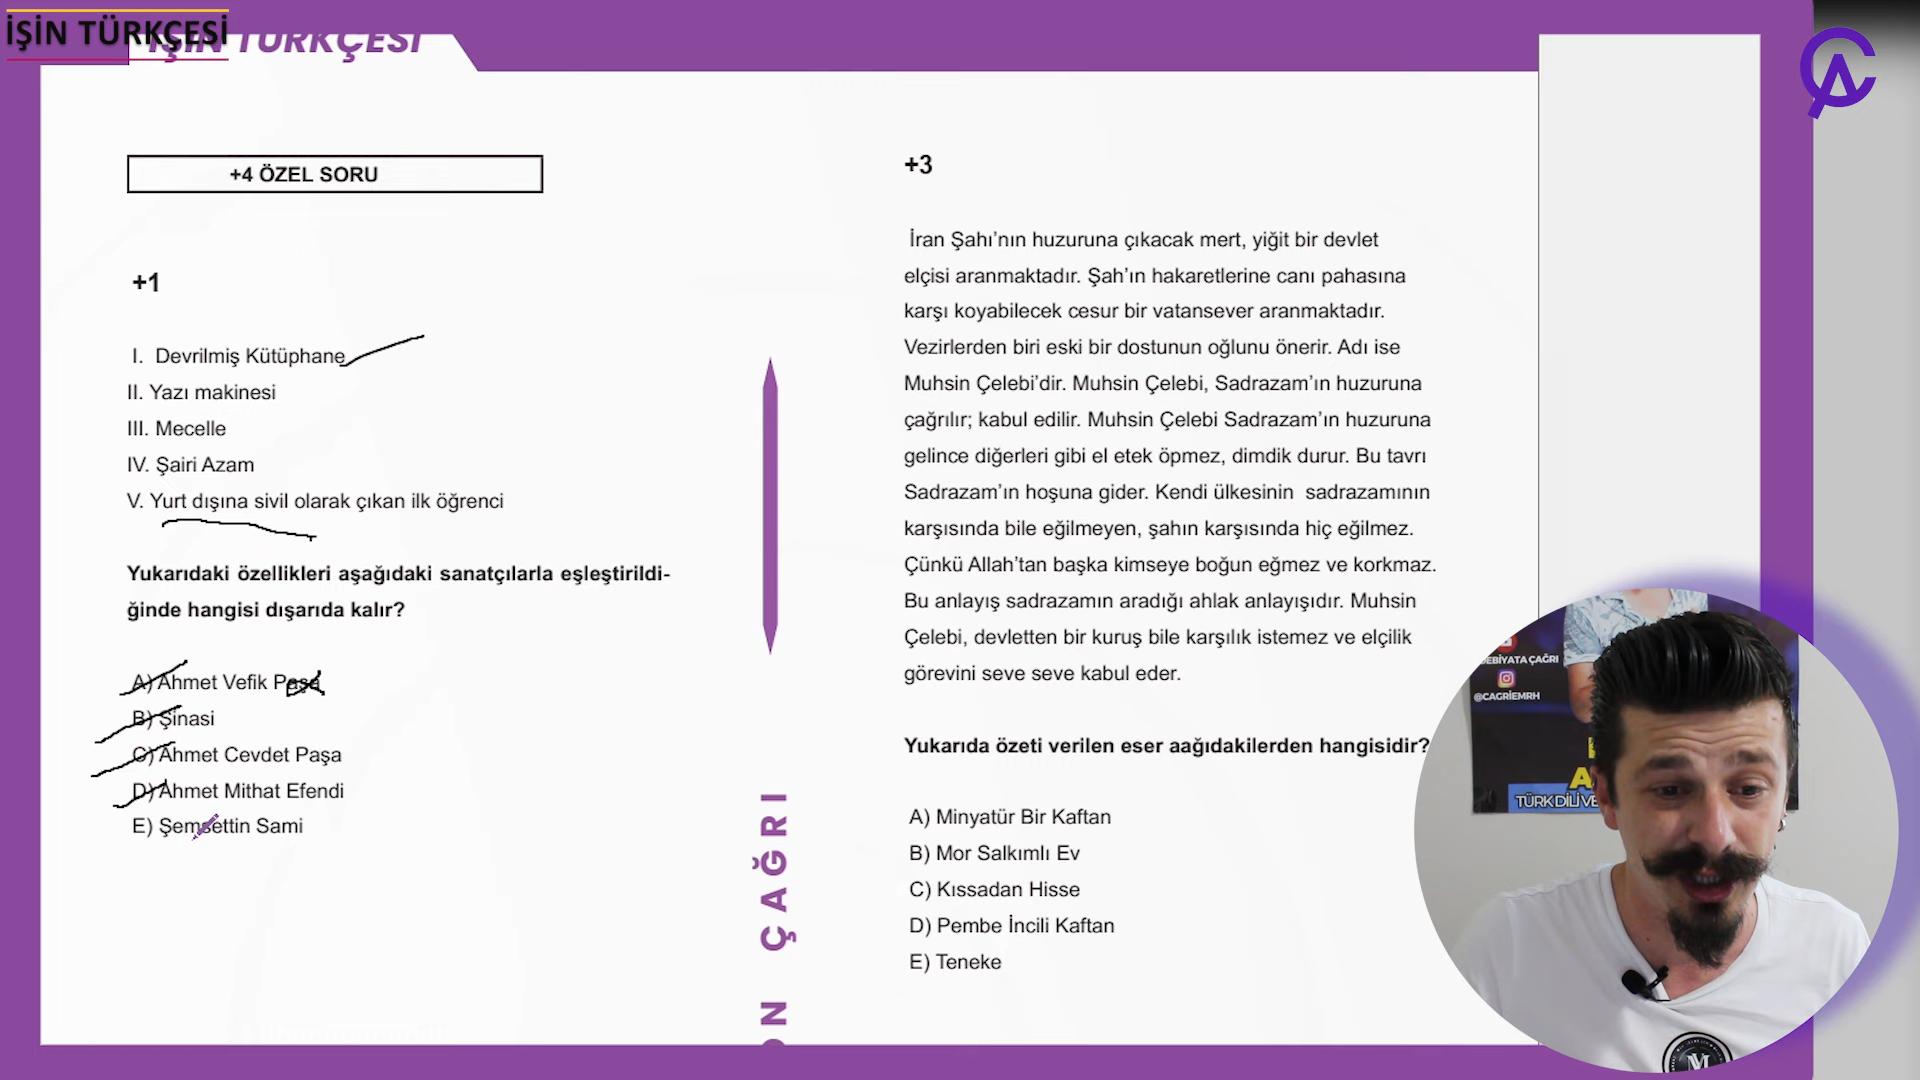 İŞİN TÜRKÇESİ
İŞİN TÜRKÇESİ
+4 ÖZEL SORU
+1
I. Devrilmiş Kütüphane
II. Yazı makinesi
III. Mecelle
IV. Şairi Azam
V. Yurt dışına sivil olarak çıkan ilk öğrenci
Yukarıdaki özellikleri aşağıdaki sanatçılarla eşleştirildi-
ğinde hangisi dışarıda kalır?
A) Ahmet Vefik Paşa
B) Şinasi
C) Ahmet Cevdet Paşa
D) Ahmet Mithat Efendi
E) Şemsettin Sami
ÇAĞRI
+3
İran Şahı’nın huzuruna çıkacak mert, yiğit bir devlet
elçisi aranmaktadır. Şah’ın hakaretlerine canı pahasına
karşı koyabilecek cesur bir vatansever aranmaktadır.
Vezirlerden biri eski bir dostunun oğlunu önerir. Adı ise
Muhsin Çelebi’dir. Muhsin Çelebi, Sadrazam’ın huzuruna
çağrılır; kabul edilir. Muhsin Çelebi Sadrazam’ın huzuruna
gelince diğerleri gibi el etek öpmez, dimdik durur. Bu tavrı
Sadrazam’ın hoşuna gider. Kendi ülkesinin sadrazamının
karşısında bile eğilmeyen, şahın karşısında hiç eğilmez.
Çünkü Allah’tan başka kimseye boğun eğmez ve korkmaz.
Bu anlayış sadrazamın aradığı ahlak anlayışıdır. Muhsin
Çelebi, devletten bir kuruş bile karşılık istemez ve elçilik
görevini seve seve kabul eder.
Yukarıda özeti verilen eser aağıdakilerden hangisidir?
A) Minyatür Bir Kaftan
B) Mor Salkımlı Ev
C) Kıssadan Hisse
D) Pembe İncili Kaftan
E) Teneke
EBİYATA ÇAĞRI
@CAGRIEMRH
TÜRK DİLİ VE